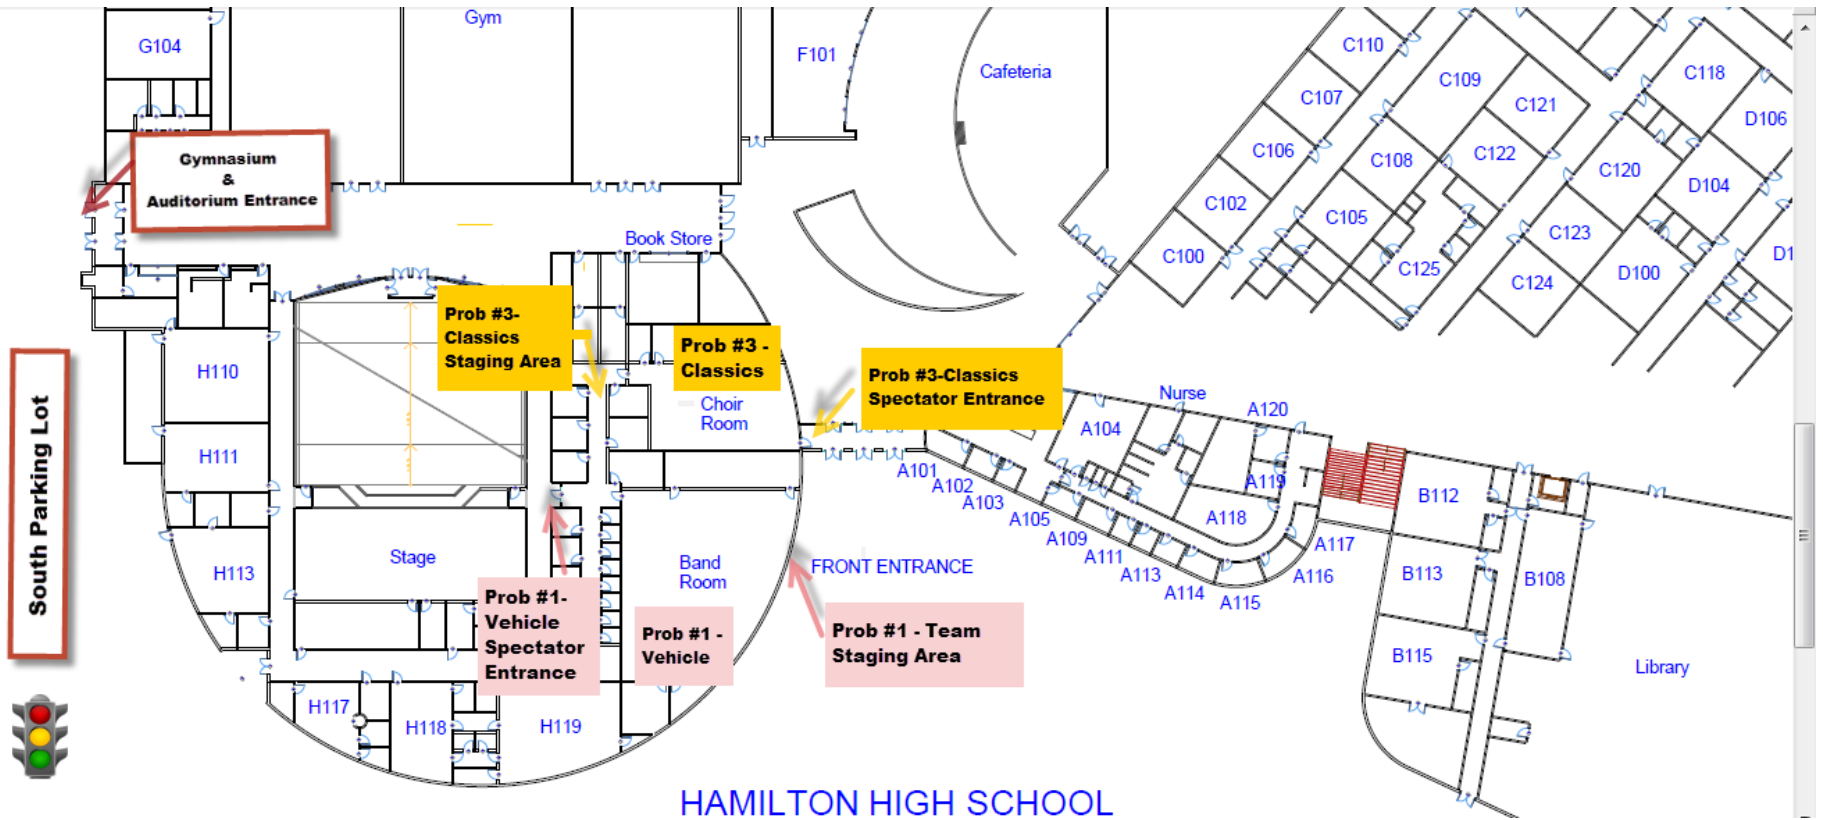 Gym
G104
F101
Cafeteria
C110
C109
C118
C107
C121
D106
C106
C108
C122
C120
D104
C102
C105
C123
C100
C125
C124
D100
D1
Gymnasium
&
Auditorium Entrance
Book Store
Prob #3-
Classics
Staging Area
Prob #3 -
Classics
Prob #3-Classics
Spectator Entrance
Choir
Room
Nurse
A120
A104
A101
A102
A103
A105
A109
A111
A113
A114
A115
A116
A117
A118
A119
B112
B113
B108
B115
Library
H110
H111
H113
South Parking Lot
Stage
Band
Room
FRONT ENTRANCE
Prob #1-
Vehicle
Spectator
Entrance
Prob #1 -
Vehicle
Prob #1 - Team
Staging Area
H117
H118
H119
HAMILTON HIGH SCHOOL